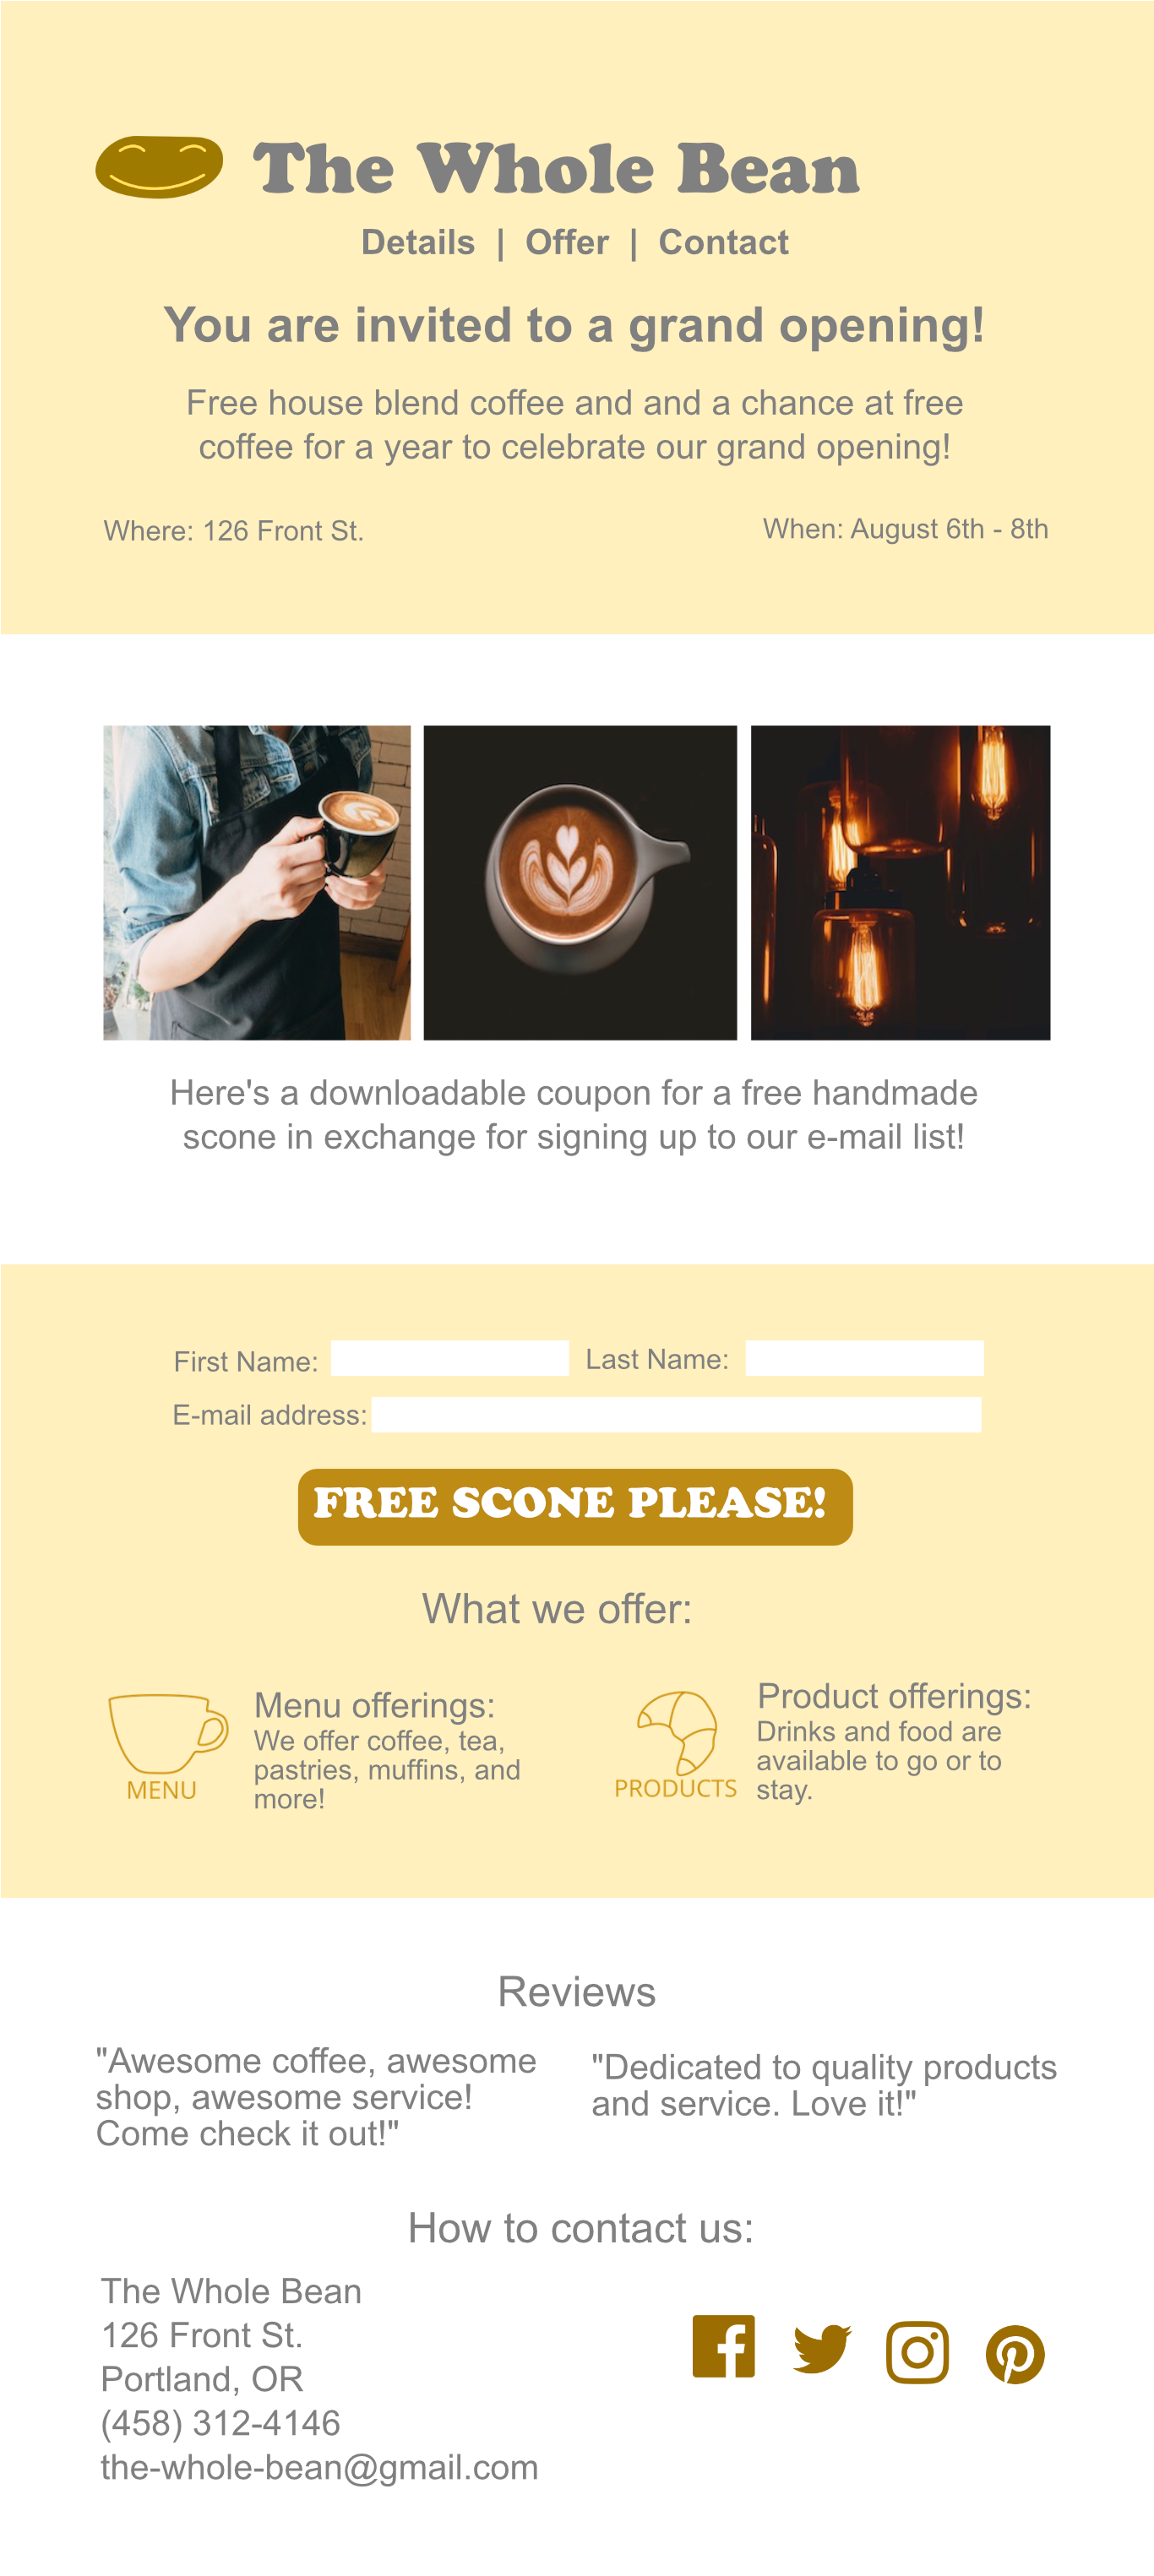 The Whole Bean
Details | Offer | Contact
You are invited to a grand opening!
Free house blend coffee and and a chance at free
coffee for a year to celebrate our grand opening!
Where: 126 Front St.
When: August 6th - 8th
Here's a downloadable coupon for a free handmade
scone in exchange for signing up to our e-mail list!
First Name:
Last Name:
E-mail address:
FREE SCONE PLEASE!
What we offer:
MENU
Menu offerings:
We offer coffee, tea,
pastries, muffins, and
more!
PRODUCTS
Product offerings:
Drinks and food are
available to go or to
stay.
Reviews
"Awesome coffee, awesome
shop, awesome service!
Come check it out!"
"Dedicated to quality products
and service. Love it!"
How to contact us:
The Whole Bean
126 Front St.
Portland, OR
(458) 312-4146
the-whole-bean@gmail.com